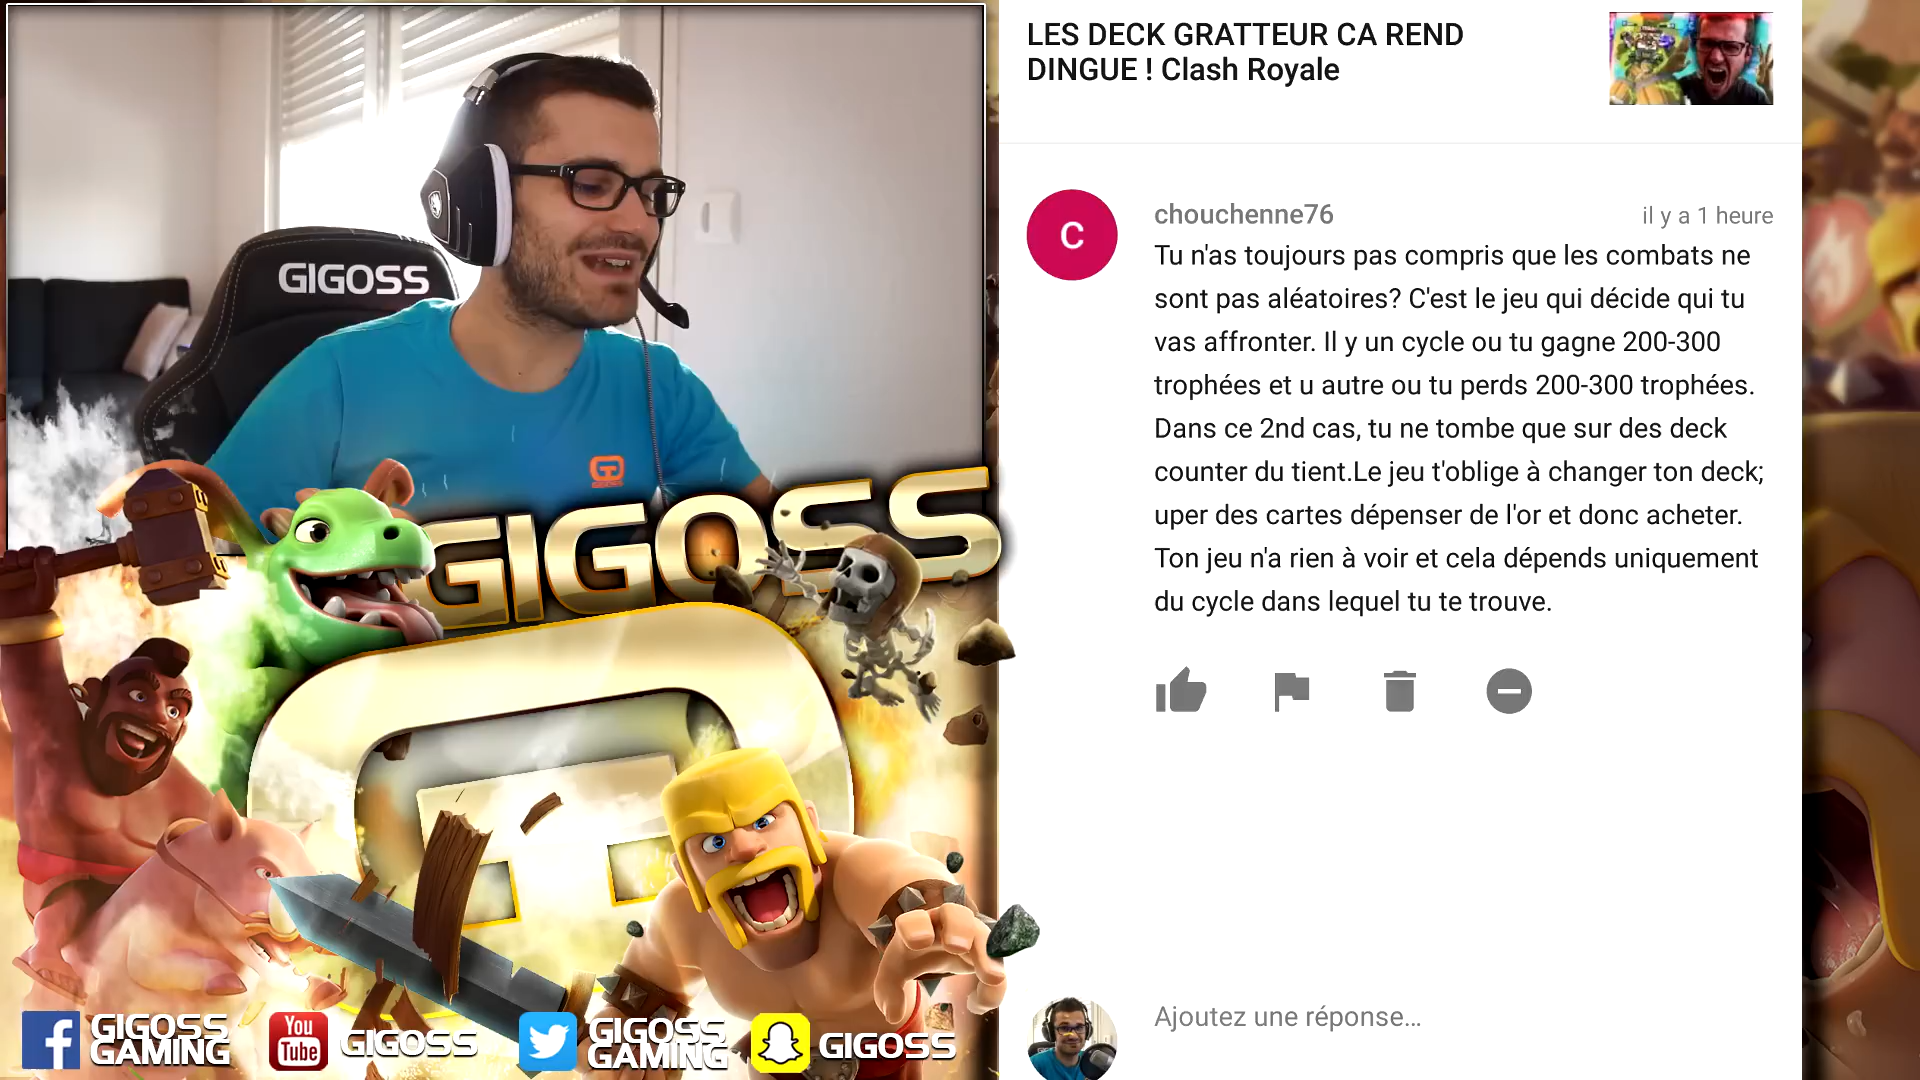 GIGOSS
GIGOSS
GIGOSS
GAMING
You
Tube
GIGOSS
GIGOSS
GAMING
GIGOSS
LES DECK GRATTEUR CA REND
DINGUE ! Clash Royale
C
chouchenne76
il y a 1 heure
Tu n'as toujours pas compris que les combats ne
sont pas aléatoires? C'est le jeu qui décide qui tu
vas affronter. Il y un cycle ou tu gagne 200-300
trophées et u autre ou tu perds 200-300 trophées.
Dans ce 2nd cas, tu ne tombe que sur des deck
counter du tient.Le jeu t'oblige à changer ton deck;
uper des cartes dépenser de l'or et donc acheter.
Ton jeu n'a rien à voir et cela dépends uniquement
du cycle dans lequel tu te trouve.
Ajoutez une réponse...